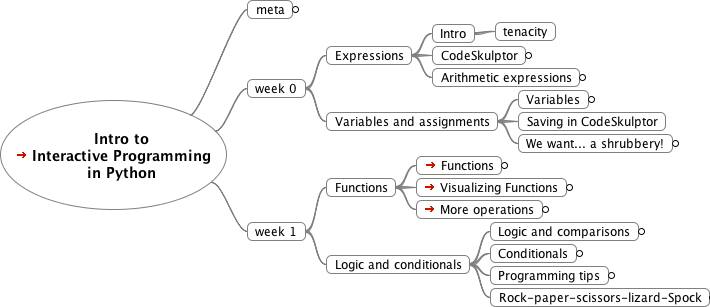 Intro to
Interactive Programming
in Python
meta
week 0
Expressions
Intro
tenacity
CodeSkulptor
Arithmetic expressions
Variables and assignments
Variables
Saving in CodeSkulptor
We want... a shrubbery!
week 1
Functions
Functions
Visualizing Functions
More operations
Logic and conditionals
Logic and comparisons
Conditionals
Programming tips
Rock-paper-scissors-lizard-Spock